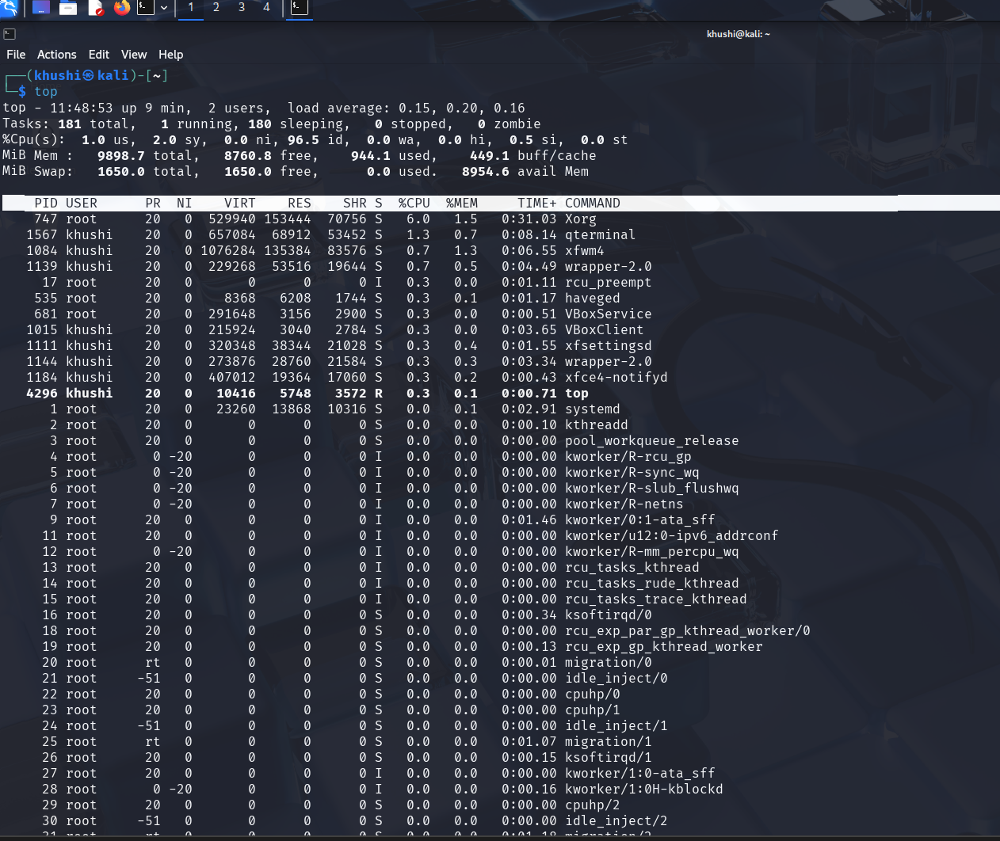 1 2 3 4
khushi@kali: ~
File Actions Edit View Help
┌──(khushi㉿kali)-[~]
└─$ top
top - 11:48:53 up 9 min,  2 users,  load average: 0.15, 0.20, 0.16
Tasks: 181 total,   1 running, 180 sleeping,   0 stopped,   0 zombie
%Cpu(s):  1.0 us,  2.0 sy,  0.0 ni, 96.5 id,  0.0 wa,  0.0 hi,  0.5 si,  0.0 st
MiB Mem :   9898.7 total,   8760.8 free,    944.1 used,    449.1 buff/cache
MiB Swap:   1650.0 total,   1650.0 free,      0.0 used.   8954.6 avail Mem
PID USER      PR  NI    VIRT    RES    SHR S  %CPU  %MEM     TIME+ COMMAND
747 root      20   0  529940 153444  70756 S   6.0   1.5   0:31.03 Xorg
1567 khushi    20   0  657084  68912  53452 S   1.3   0.7   0:08.14 qterminal
1084 khushi    20   0 1076284 135384  83576 S   0.7   1.3   0:06.55 xfwm4
1139 khushi    20   0  229268  53516  19644 S   0.7   0.5   0:04.49 wrapper-2.0
17 root      20   0       0      0      0 I   0.3   0.0   0:01.11 rcu_preempt
535 root      20   0    8368   6208   1744 S   0.3   0.1   0:01.17 haveged
681 root      20   0  291648   3156   2900 S   0.3   0.0   0:00.51 VBoxService
1015 khushi    20   0  215924   3040   2784 S   0.3   0.0   0:03.65 VBoxClient
1111 khushi    20   0  320348  38344  21028 S   0.3   0.4   0:01.55 xfsettingsd
1144 khushi    20   0  273876  28760  21584 S   0.3   0.3   0:03.34 wrapper-2.0
1184 khushi    20   0  407012  19364  17060 S   0.3   0.2   0:00.43 xfce4-notifyd
4296 khushi    20   0   10416   5748   3572 R   0.3   0.1   0:00.71 top
1 root      20   0   23260  13868  10316 S   0.0   0.1   0:02.91 systemd
2 root      20   0       0      0      0 S   0.0   0.0   0:00.10 kthreadd
3 root      20   0       0      0      0 S   0.0   0.0   0:00.00 pool_workqueue_release
4 root       0 -20       0      0      0 I   0.0   0.0   0:00.00 kworker/R-rcu_gp
5 root       0 -20       0      0      0 I   0.0   0.0   0:00.00 kworker/R-sync_wq
6 root       0 -20       0      0      0 I   0.0   0.0   0:00.00 kworker/R-slub_flushwq
7 root       0 -20       0      0      0 I   0.0   0.0   0:00.00 kworker/R-netns
9 root      20   0       0      0      0 I   0.0   0.0   0:01.46 kworker/0:1-ata_sff
11 root      20   0       0      0      0 I   0.0   0.0   0:00.00 kworker/u12:0-ipv6_addrconf
12 root       0 -20       0      0      0 I   0.0   0.0   0:00.00 kworker/R-mm_percpu_wq
13 root      20   0       0      0      0 I   0.0   0.0   0:00.00 rcu_tasks_kthread
14 root      20   0       0      0      0 I   0.0   0.0   0:00.00 rcu_tasks_rude_kthread
15 root      20   0       0      0      0 I   0.0   0.0   0:00.00 rcu_tasks_trace_kthread
16 root      20   0       0      0      0 S   0.0   0.0   0:00.34 ksoftirqd/0
18 root      20   0       0      0      0 S   0.0   0.0   0:00.00 rcu_exp_par_gp_kthread_worker/0
19 root      20   0       0      0      0 S   0.0   0.0   0:00.13 rcu_exp_gp_kthread_worker
20 root      rt   0       0      0      0 S   0.0   0.0   0:00.01 migration/0
21 root     -51   0       0      0      0 S   0.0   0.0   0:00.00 idle_inject/0
22 root      20   0       0      0      0 S   0.0   0.0   0:00.00 cpuhp/0
23 root      20   0       0      0      0 S   0.0   0.0   0:00.00 cpuhp/1
24 root     -51   0       0      0      0 S   0.0   0.0   0:00.00 idle_inject/1
25 root      rt   0       0      0      0 S   0.0   0.0   0:01.07 migration/1
26 root      20   0       0      0      0 S   0.0   0.0   0:00.15 ksoftirqd/1
27 root      20   0       0      0      0 I   0.0   0.0   0:00.00 kworker/1:0-ata_sff
28 root       0 -20       0      0      0 I   0.0   0.0   0:00.16 kworker/1:0H-kblockd
29 root      20   0       0      0      0 S   0.0   0.0   0:00.00 cpuhp/2
30 root     -51   0       0      0      0 S   0.0   0.0   0:00.00 idle_inject/2